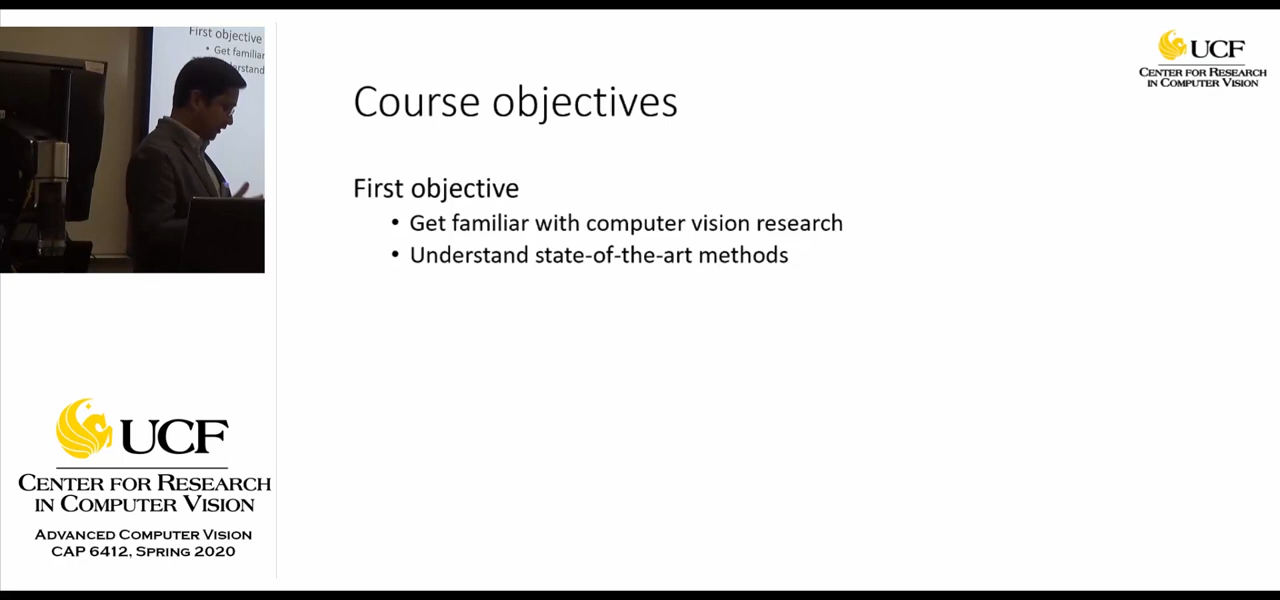 First objective
• Get familiar
erstand
UCF
CENTER FOR RESEARCH
IN COMPUTER VISION
Course objectives
First objective
• Get familiar with computer vision research
• Understand state-of-the-art methods
UCF
CENTER FOR RESEARCH
IN COMPUTER VISION
ADVANCED COMPUTER VISION
CAP 6412, SPRING 2020